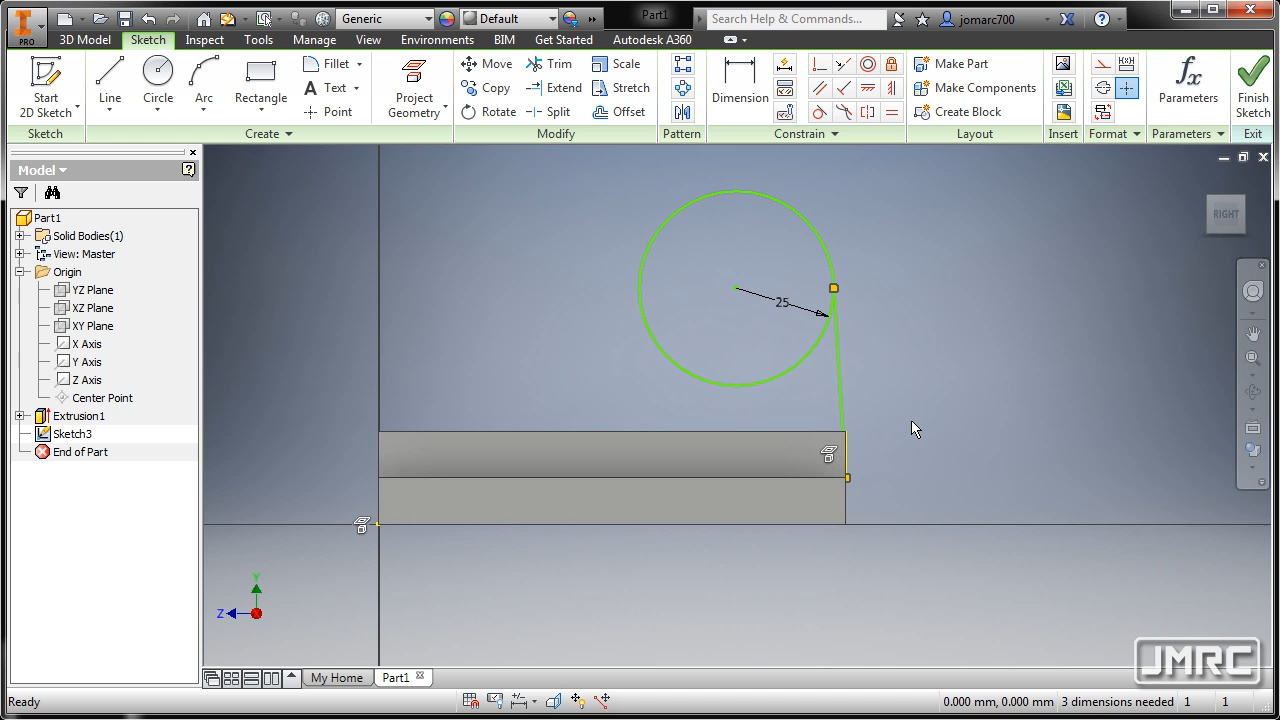 Generic
Default
Part1
Search Help & Commands...
jomarc700
PRO
3D Model
Sketch
Inspect
Tools
Manage
View
Environments
BIM
Get Started
Autodesk A360
Start
2D Sketch
Line
Circle
Arc
Rectangle
Fillet
Text
Point
Project
Geometry
Move
Copy
Rotate
Trim
Extend
Split
Scale
Stretch
Offset
Dimension
Make Part
Make Components
Create Block
Parameters
Finish
Sketch
Sketch
Create
Modify
Pattern
Constrain
Layout
Insert
Format
Parameters
Exit
Model
Part1
Solid Bodies(1)
View: Master
Origin
YZ Plane
XZ Plane
XY Plane
X Axis
Y Axis
Z Axis
Center Point
Extrusion1
Sketch3
End of Part
RIGHT
25
Y
Z
JMRC
My Home
Part1
Ready
0.000 mm, 0.000 mm
3 dimensions needed
1
1